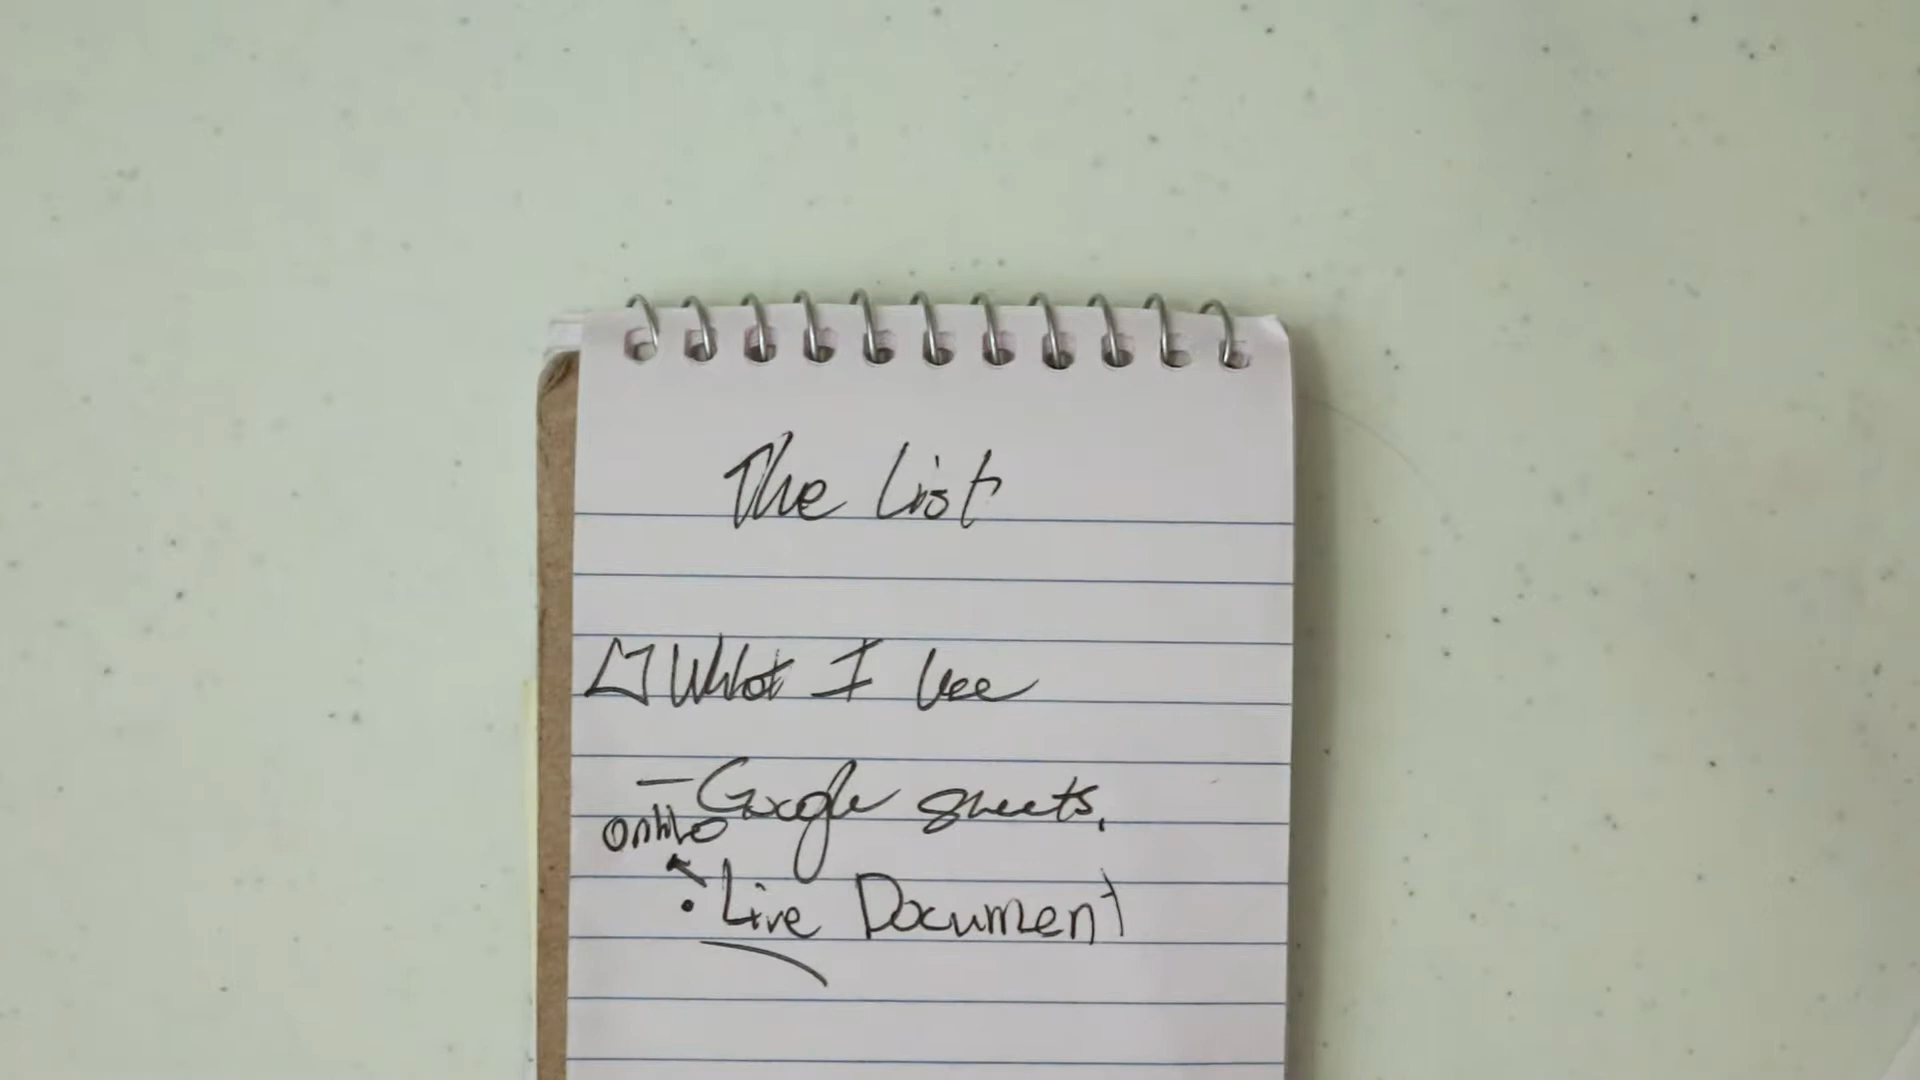 The List
What I Use
- Google sheets.
online
• Live Document